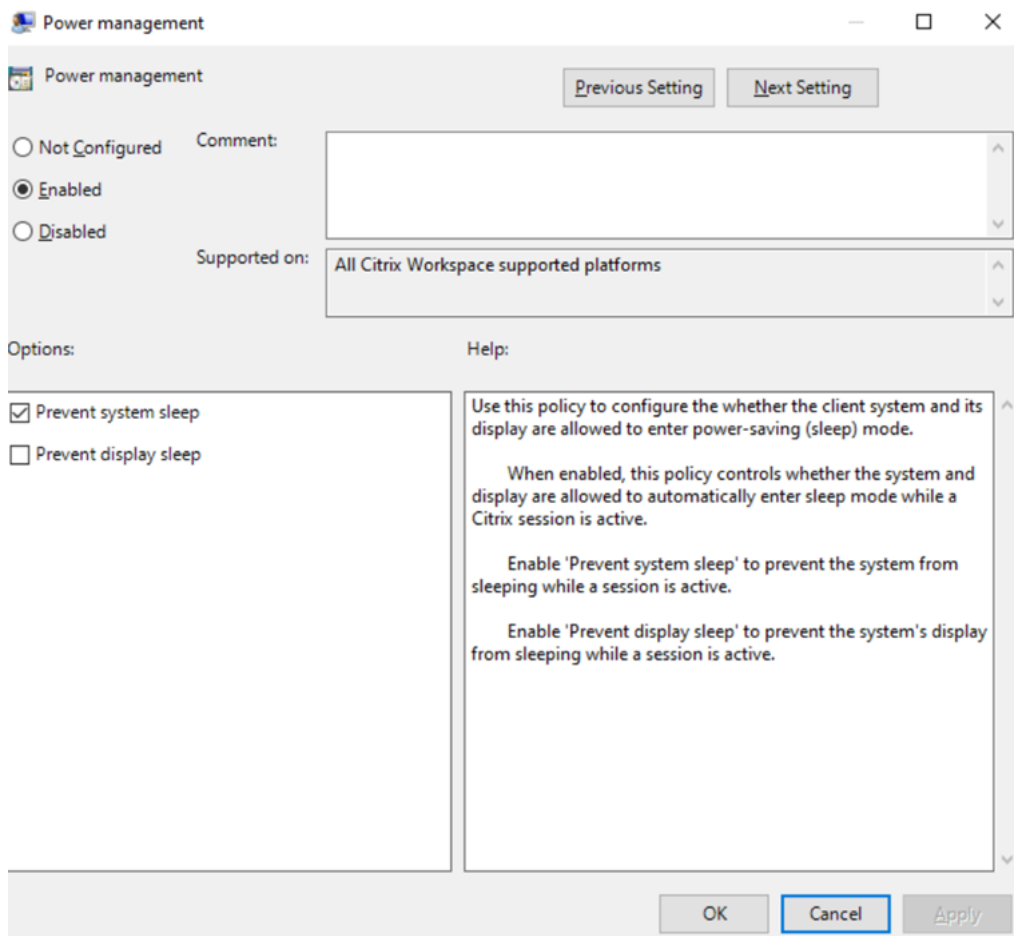 Power management
Power management
Previous Setting
Next Setting
Not Configured
Comment:
Enabled
Disabled
Supported on:
All Citrix Workspace supported platforms
Options:
Help:
Prevent system sleep
Prevent display sleep
Use this policy to configure the whether the client system and its
display are allowed to enter power-saving (sleep) mode.
When enabled, this policy controls whether the system and
display are allowed to automatically enter sleep mode while a
Citrix session is active.
Enable 'Prevent system sleep' to prevent the system from
sleeping while a session is active.
Enable 'Prevent display sleep' to prevent the system's display
from sleeping while a session is active.
OK
Cancel
Apply